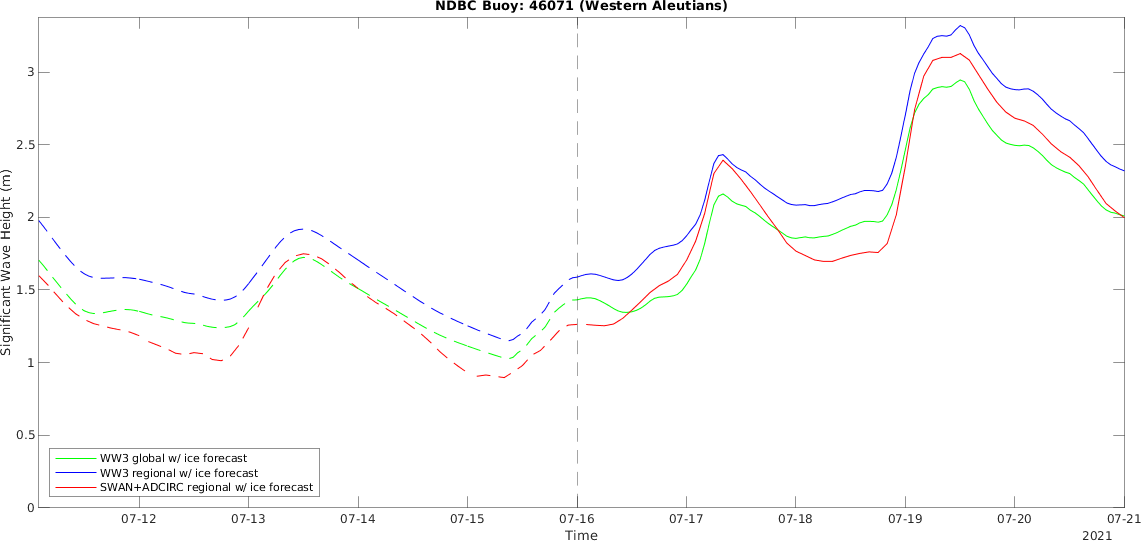 NDBC Buoy: 46071 (Western Aleutians)
Significant Wave Height (m)
3
2.5
2
1.5
1
0.5
0
WW3 global w/ ice forecast
WW3 regional w/ ice forecast
SWAN+ADCIRC regional w/ ice forecast
07-12 07-13 07-14 07-15 07-16 07-17 07-18 07-19 07-20 07-21
Time
2021